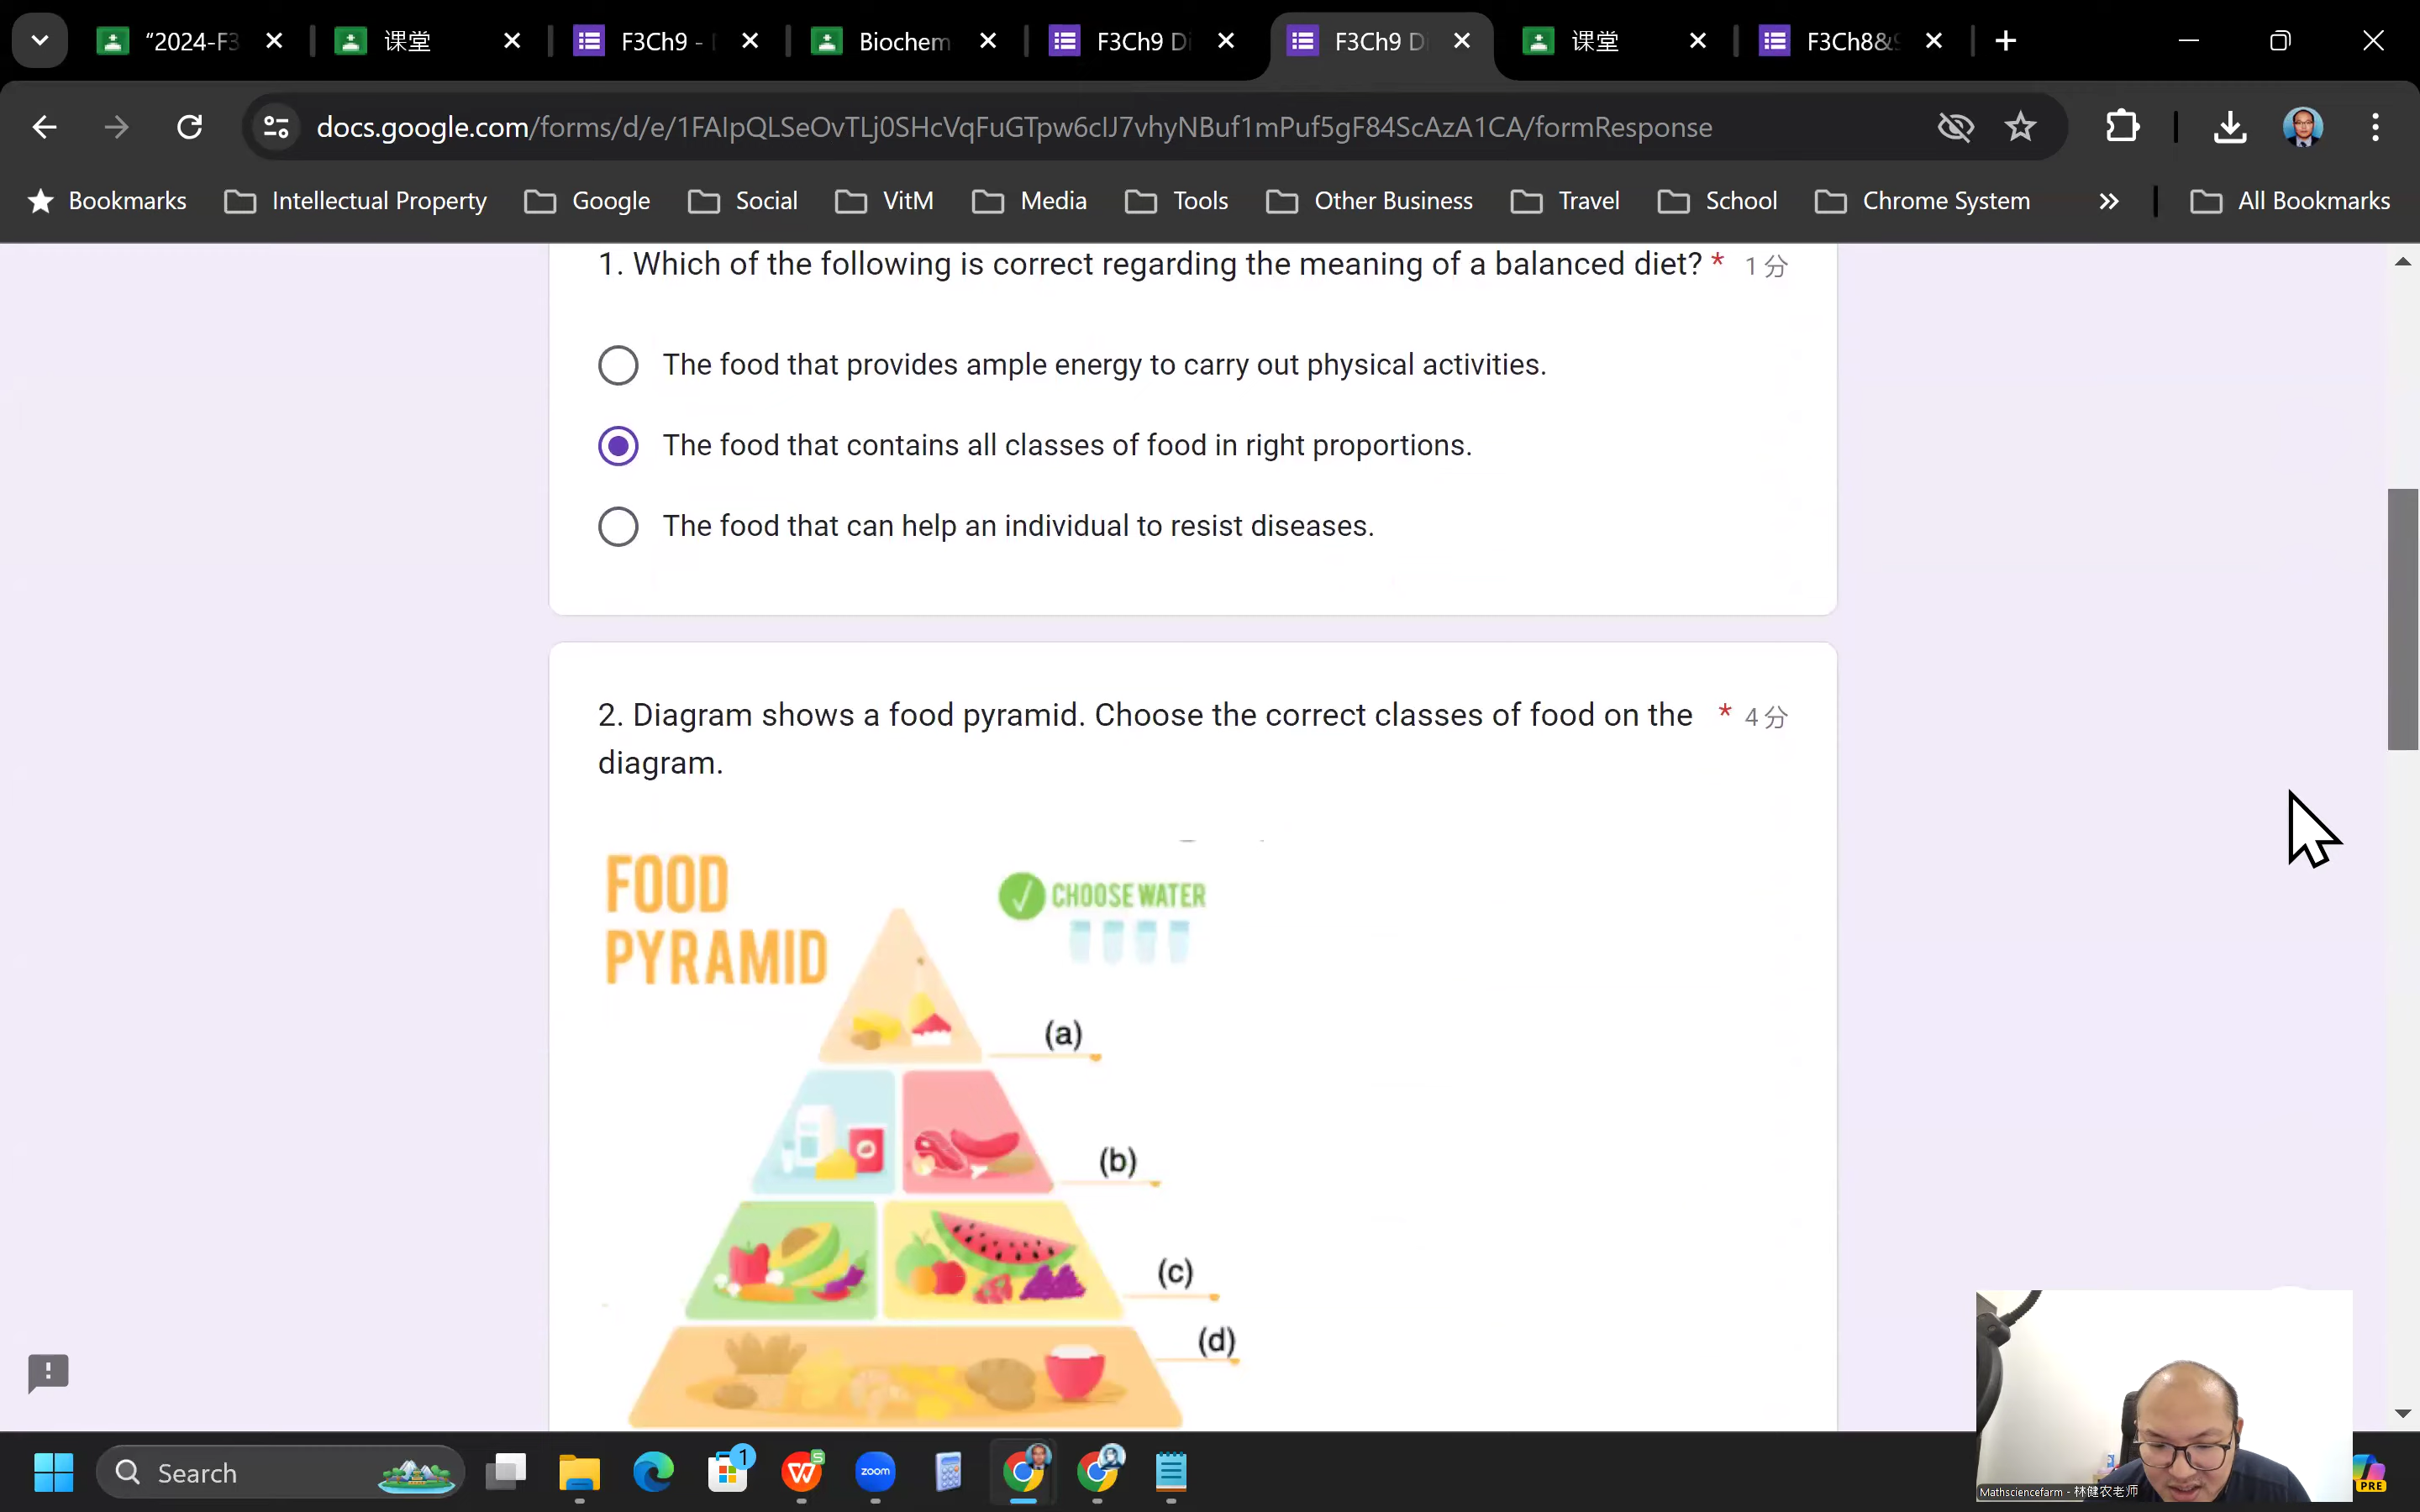 "2024-F3
课堂
F3Ch9 -
Biochem
F3Ch9 Di
F3Ch9 D
课堂
F3Ch8&9
docs.google.com/forms/d/e/1FAIpQLSeOvTLj0SHcVqFuGTpw6cIJ7vhyNBuf1mPuf5gF84ScAzA1CA/formResponse
Bookmarks
Intellectual Property
Google
Social
VitM
Media
Tools
Other Business
Travel
School
Chrome System
All Bookmarks
1. Which of the following is correct regarding the meaning of a balanced diet? * 1 分
The food that provides ample energy to carry out physical activities.
The food that contains all classes of food in right proportions.
The food that can help an individual to resist diseases.
2. Diagram shows a food pyramid. Choose the correct classes of food on the * 4 分
diagram.
FOOD
PYRAMID
CHOOSE WATER
(a)
(b)
(c)
(d)
Search
1
zoom
PRE
Mathsciencefarm - 林健农老师